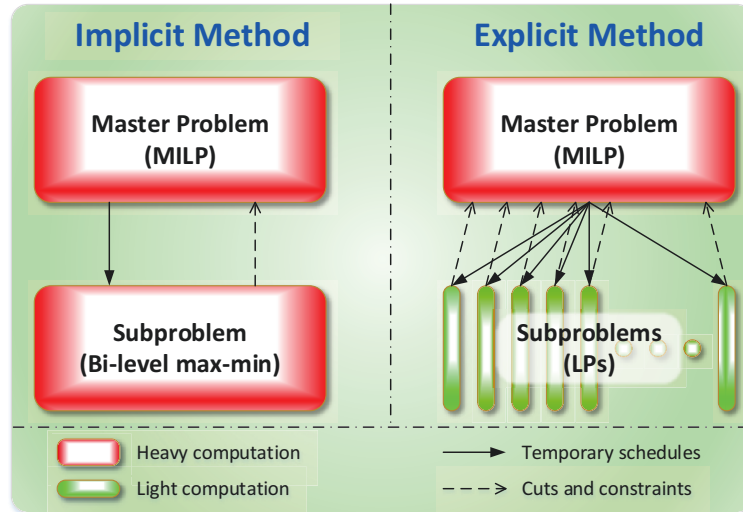 Implicit Method
Explicit Method
Master Problem
(MILP)
Master Problem
(MILP)
Subproblem
(Bi-level max-min)
Subproblems
(LPs)
Heavy computation
Light computation
Temporary schedules
Cuts and constraints